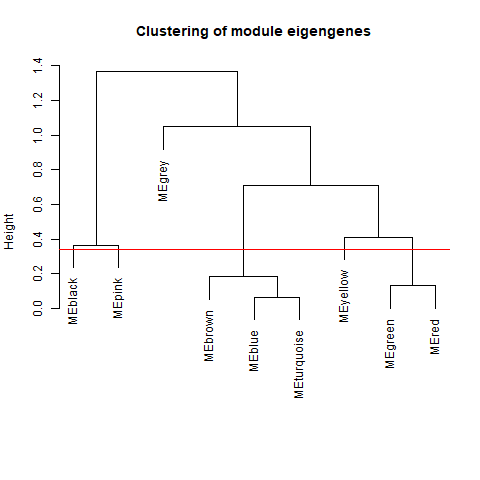 Clustering of module eigengenes
Height
1.4
1.2
1.0
0.8
0.6
0.4
0.2
0.0
MEblack
MEpink
MEgrey
MEbrown
MEblue
MEturquoise
MEyellow
MEgreen
MEred